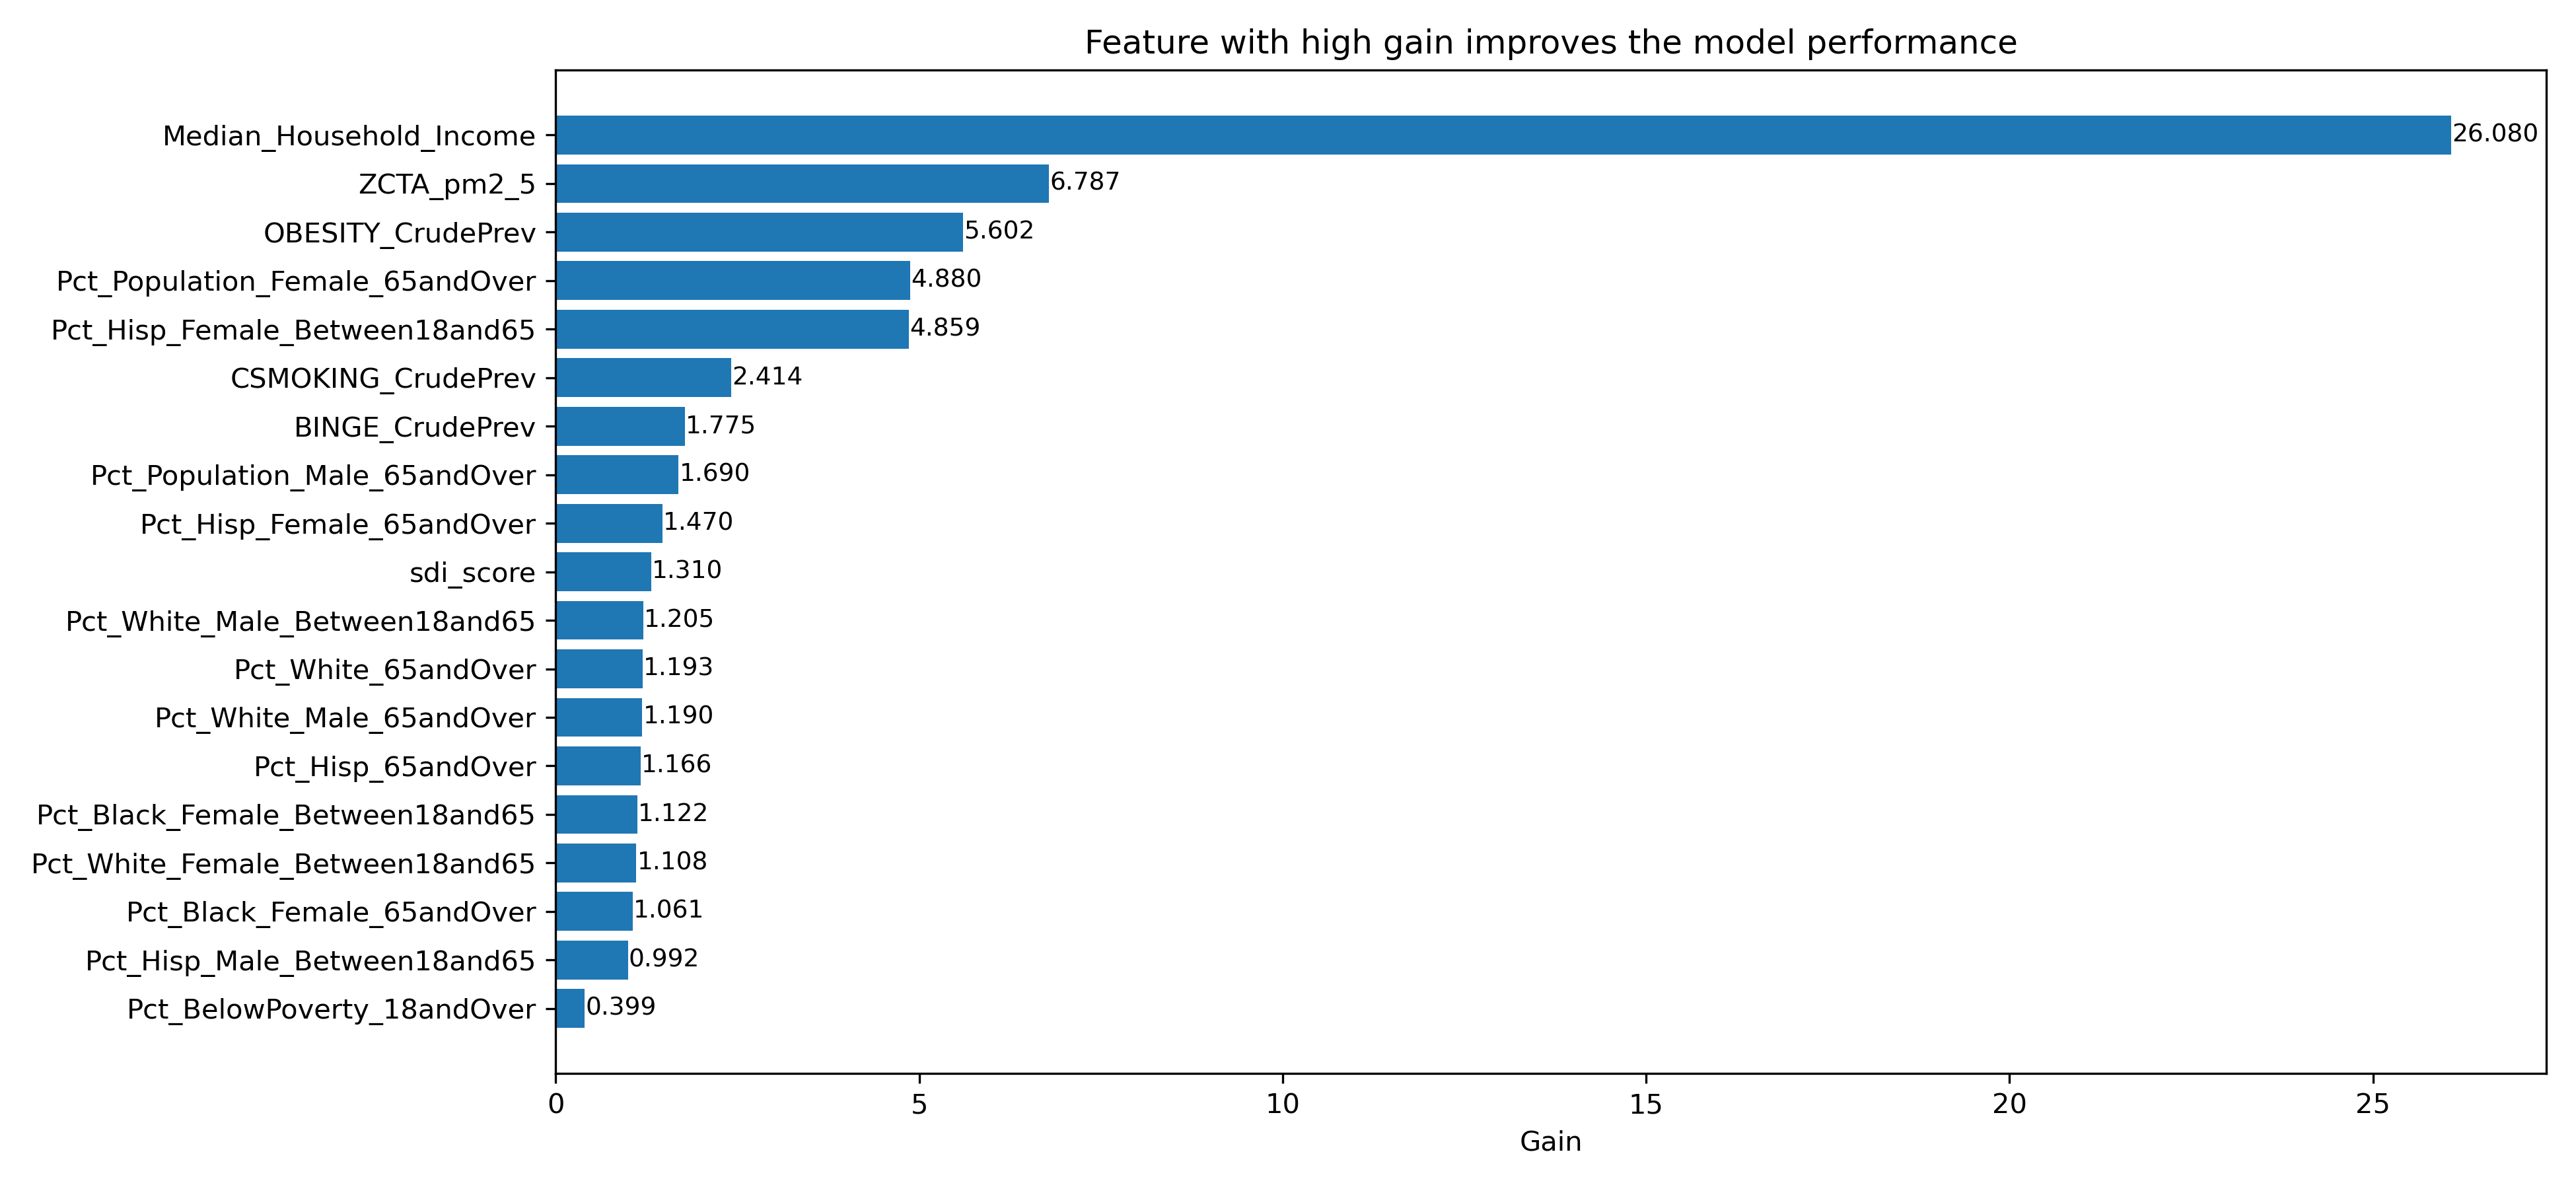 Feature with high gain improves the model performance
Median_Household_Income 26.080
ZCTA_pm2_5 6.787
OBESITY_CrudePrev 5.602
Pct_Population_Female_65andOver 4.880
Pct_Hisp_Female_Between18and65 4.859
CSMOKING_CrudePrev 2.414
BINGE_CrudePrev 1.775
Pct_Population_Male_65andOver 1.690
Pct_Hisp_Female_65andOver 1.470
sdi_score 1.310
Pct_White_Male_Between18and65 1.205
Pct_White_65andOver 1.193
Pct_White_Male_65andOver 1.190
Pct_Hisp_65andOver 1.166
Pct_Black_Female_Between18and65 1.122
Pct_White_Female_Between18and65 1.108
Pct_Black_Female_65andOver 1.061
Pct_Hisp_Male_Between18and65 0.992
Pct_BelowPoverty_18andOver 0.399
0 5 10 15 20 25
Gain